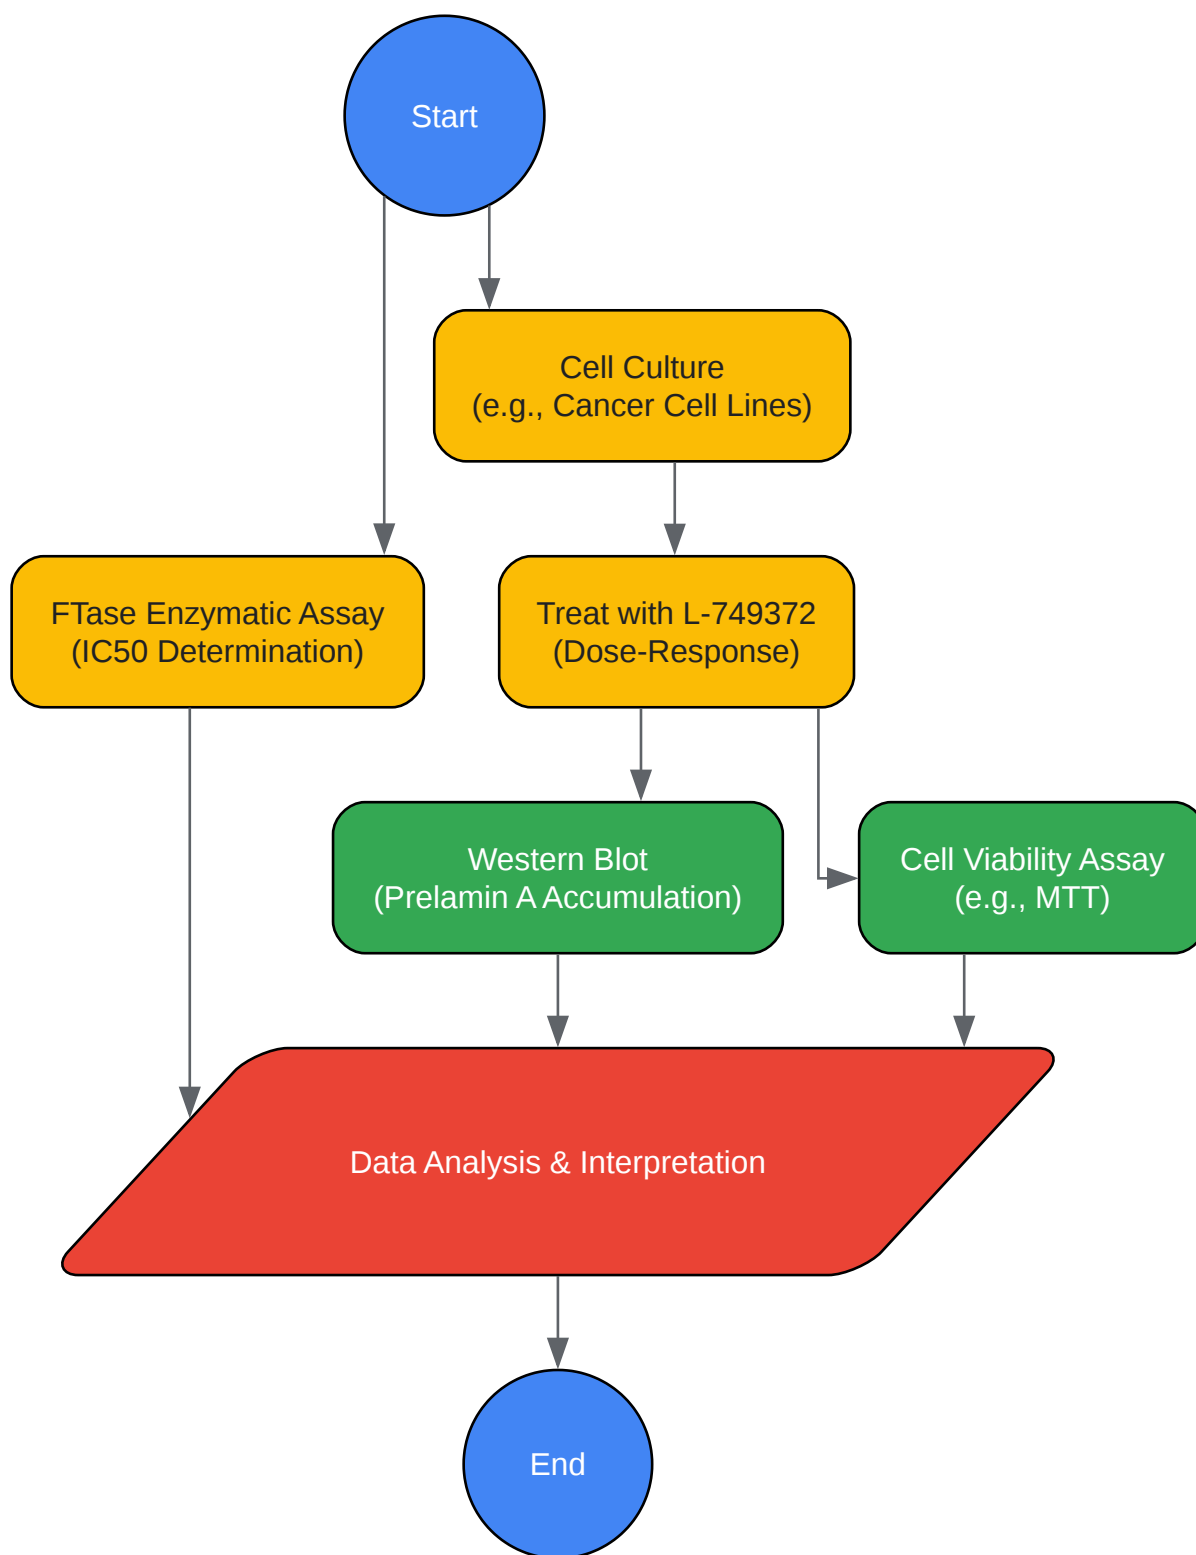 Start
Cell Culture
(e.g., Cancer Cell Lines)
FTase Enzymatic Assay
(IC50 Determination)
Treat with L-749372
(Dose-Response)
Western Blot
(Prelamin A Accumulation)
Cell Viability Assay
(e.g., MTT)
Data Analysis & Interpretation
End